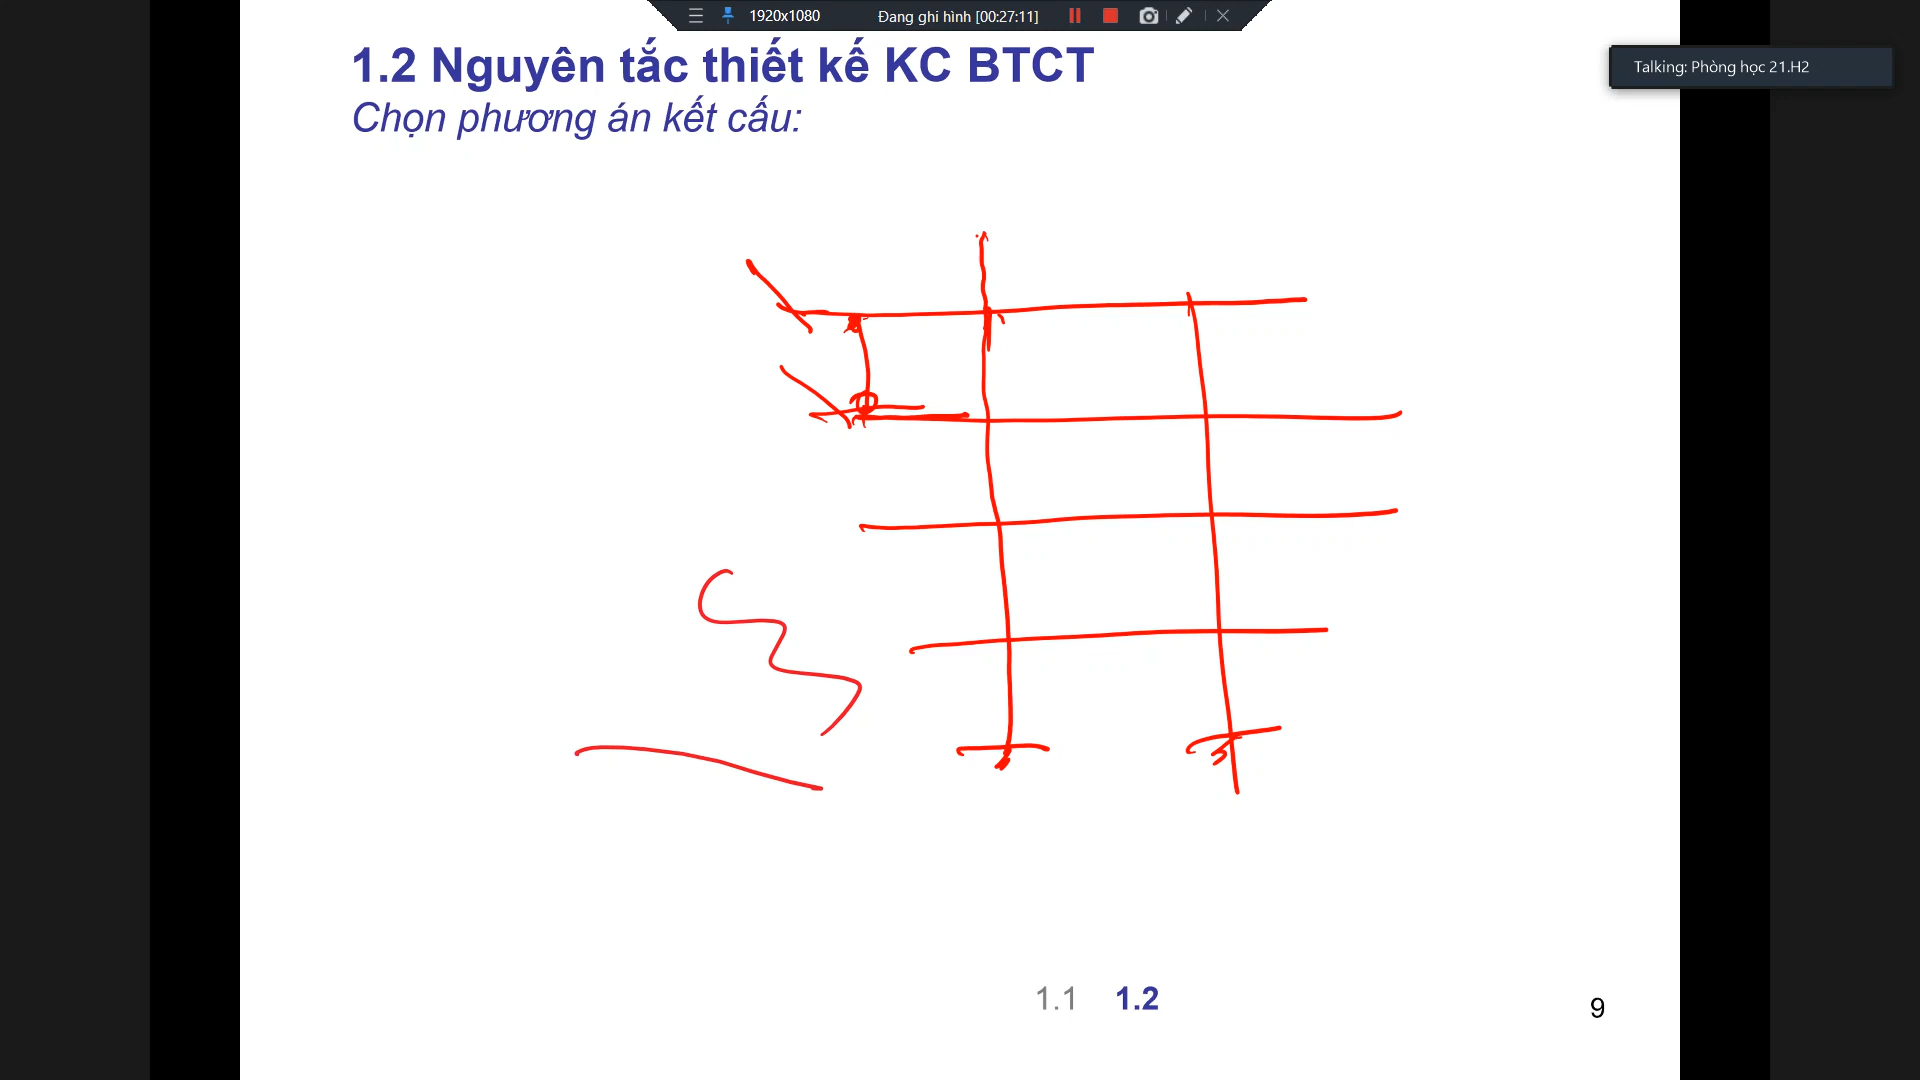 1920x1080
Đang ghi hình [00:27:11]
1.2 Nguyên tắc thiết kế KC BTCT
Talking: Phòng học 21.H2
Chọn phương án kết cấu:
1.1 1.2
9